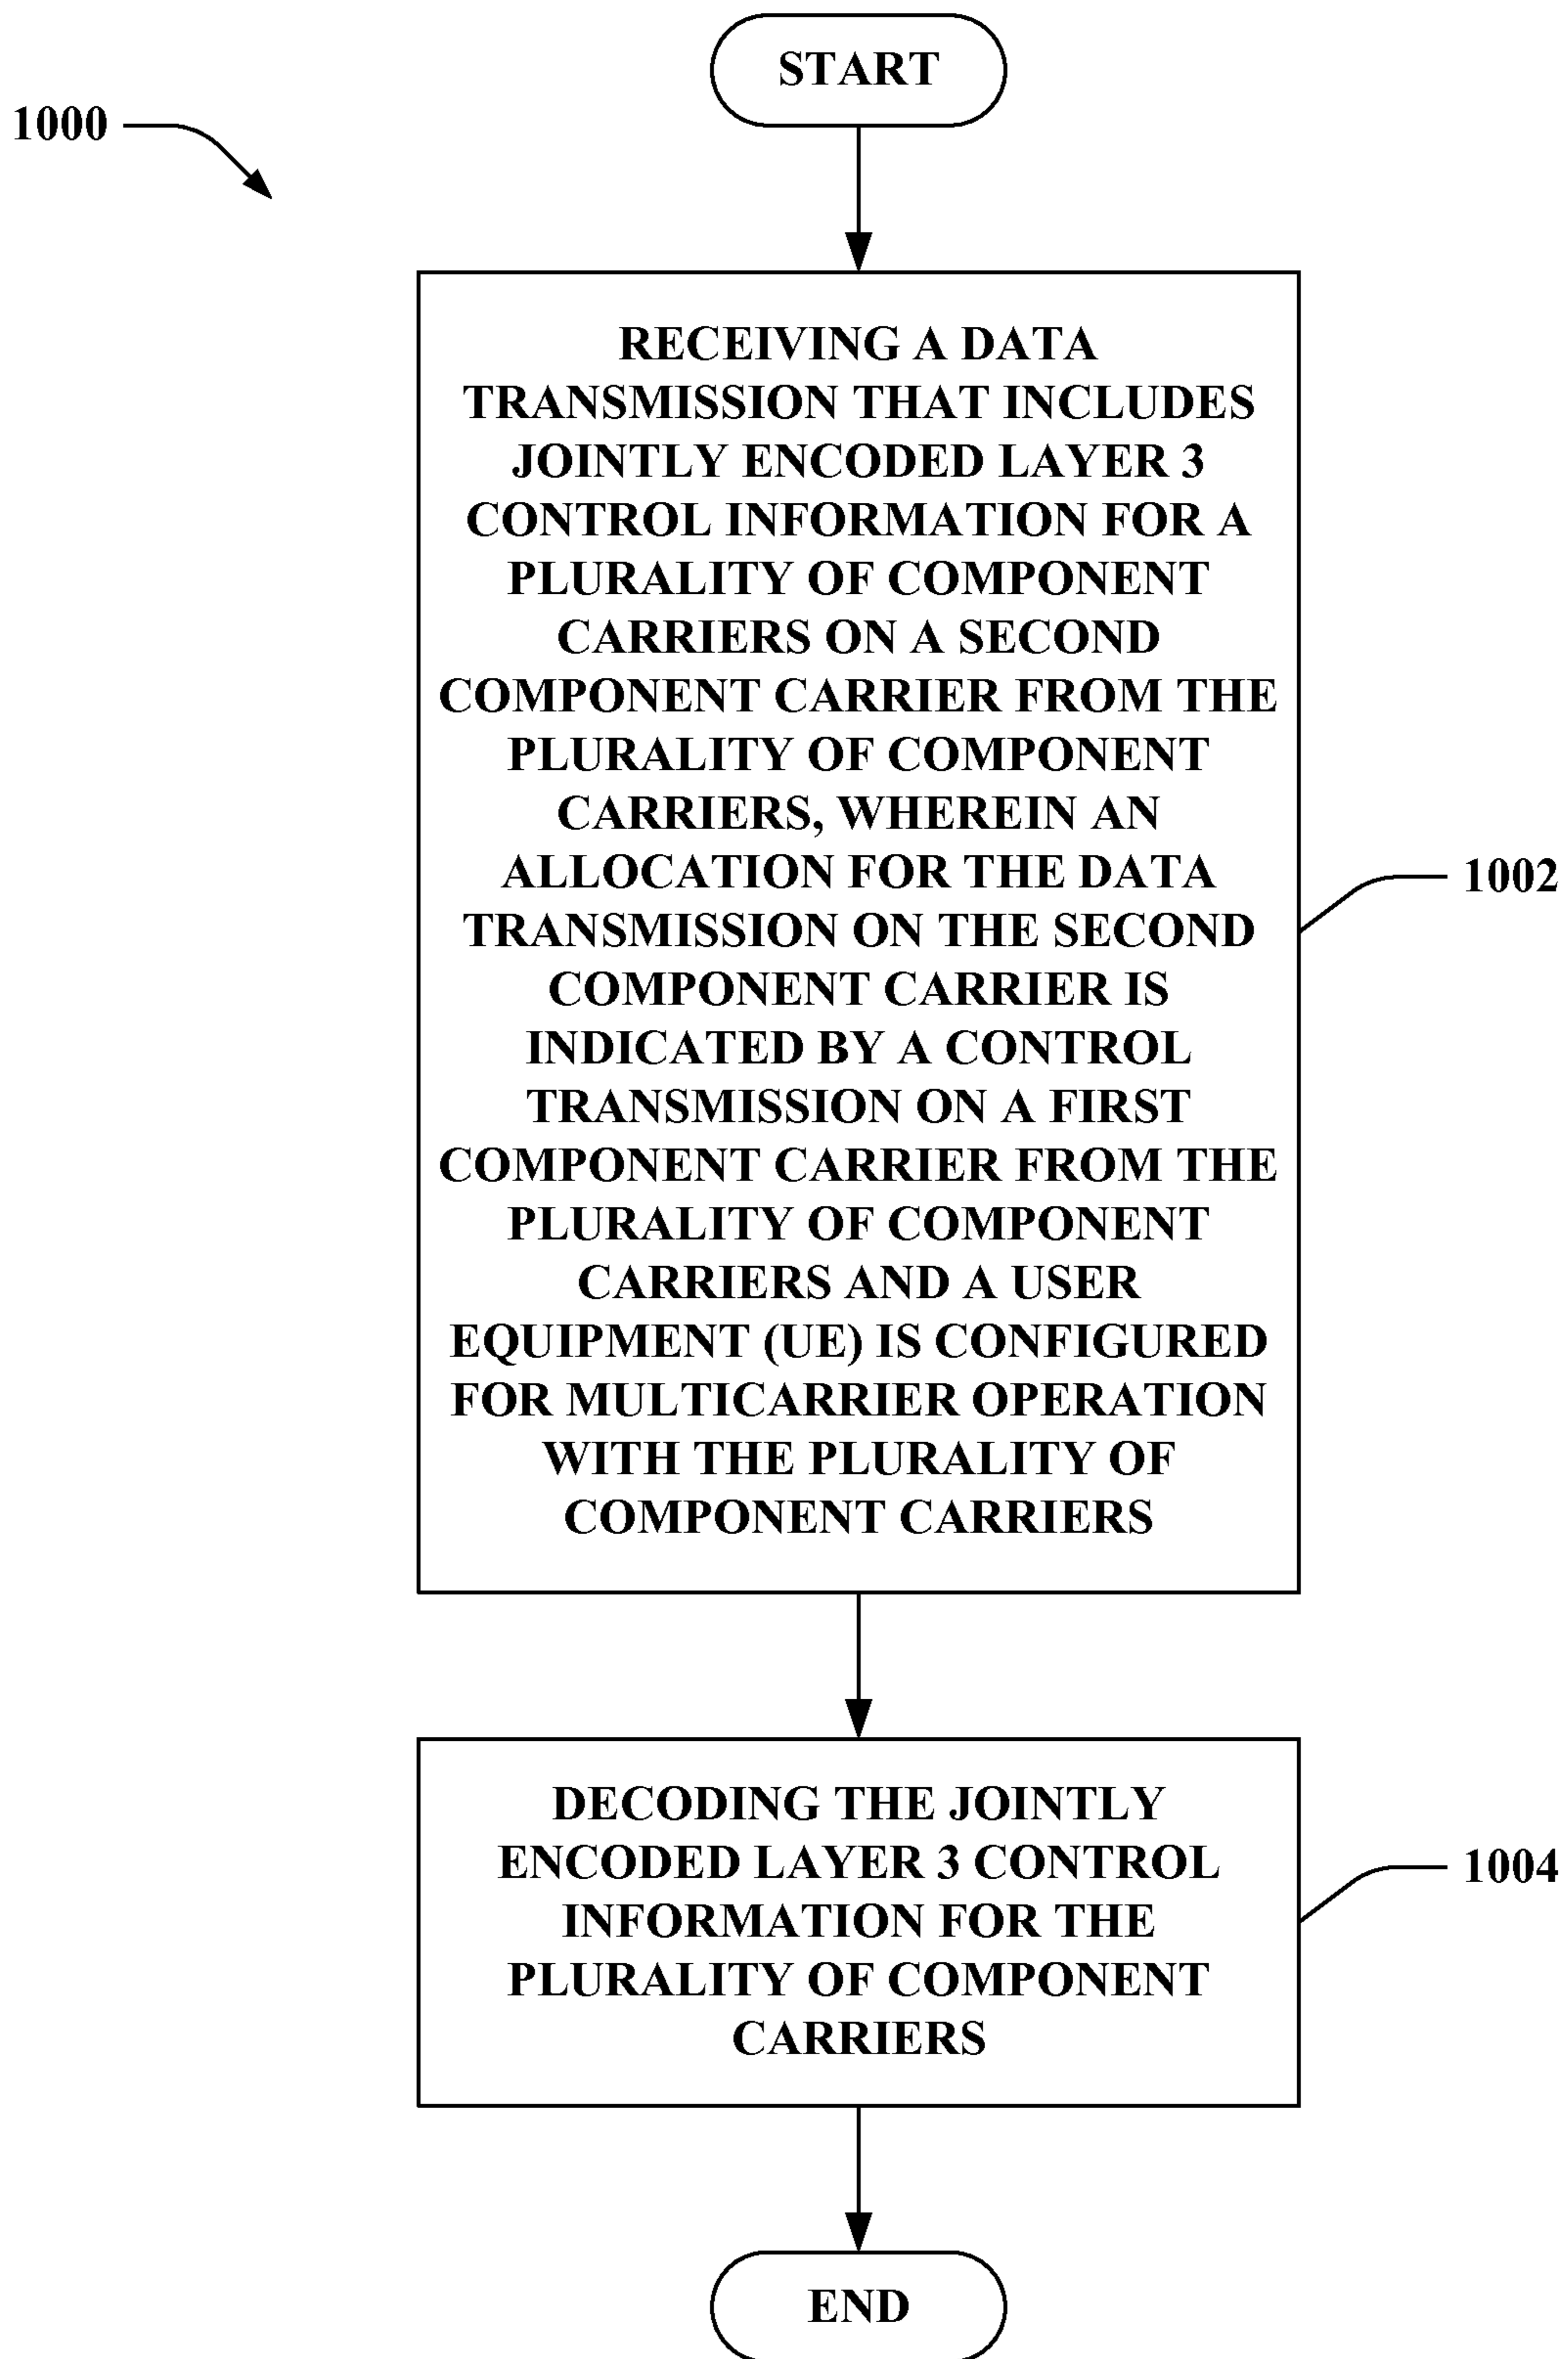 START
1000
RECEIVING A DATA
TRANSMISSION THAT INCLUDES
JOINTLY ENCODED LAYER 3
CONTROL INFORMATION FOR A
PLURALITY OF COMPONENT
CARRIERS ON A SECOND
COMPONENT CARRIER FROM THE
PLURALITY OF COMPONENT
CARRIERS, WHEREIN AN
ALLOCATION FOR THE DATA
TRANSMISSION ON THE SECOND
COMPONENT CARRIER IS
INDICATED BY A CONTROL
TRANSMISSION ON A FIRST
COMPONENT CARRIER FROM THE
PLURALITY OF COMPONENT
CARRIERS AND A USER
EQUIPMENT (UE) IS CONFIGURED
FOR MULTICARRIER OPERATION
WITH THE PLURALITY OF
COMPONENT CARRIERS
1002
DECODING THE JOINTLY
ENCODED LAYER 3 CONTROL
INFORMATION FOR THE
PLURALITY OF COMPONENT
CARRIERS
1004
END